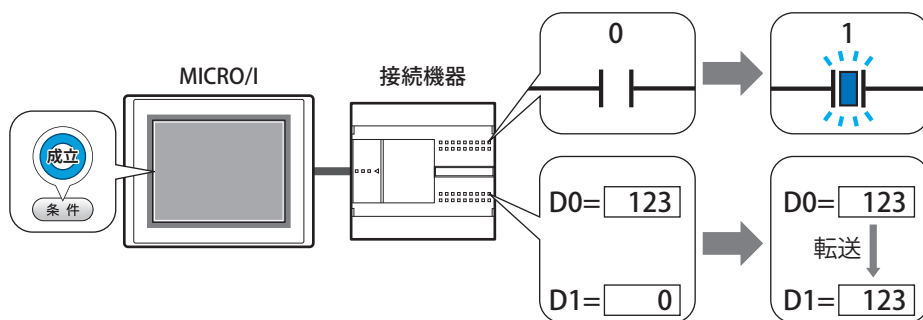 MICRO/I
接続機器
成立
条件
0
1
D0= 123
D1= 0
D0= 123
転送
D1= 123